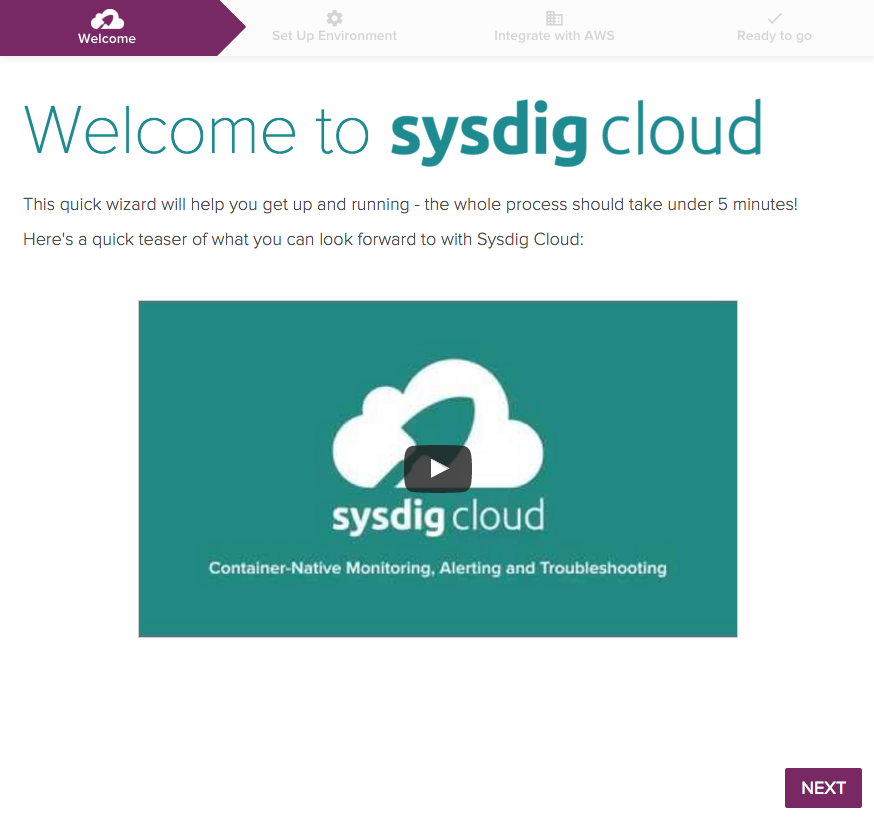 Welcome
Set Up Environment
Integrate with AWS
Ready to go
Welcome to sysdig cloud
This quick wizard will help you get up and running - the whole process should take under 5 minutes!
Here's a quick teaser of what you can look forward to with Sysdig Cloud:
sysdig cloud
Container-Native Monitoring, Alerting and Troubleshooting
NEXT